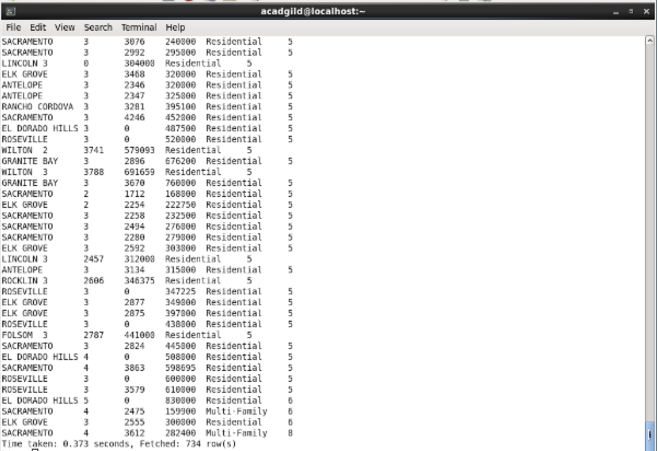 acadgild@localhost:~
File Edit View Search Terminal Help
SACRAMENTO 3 3076 240000 Residential 5
SACRAMENTO 3 2992 295000 Residential 5
LINCOLN 3 0 304000 Residential 5
ELK GROVE 3 3468 320000 Residential 5
ANTELOPE 3 2346 320000 Residential 5
ANTELOPE 3 2347 325000 Residential 5
RANCHO CORDOVA 3 3281 395100 Residential 5
SACRAMENTO 3 4246 452000 Residential 5
EL DORADO HILLS 3 0 487500 Residential 5
ROSEVILLE 3 0 520000 Residential 5
WILTON 2 3741 579093 Residential 5
GRANITE BAY 3 2896 676200 Residential 5
WILTON 3 3788 691659 Residential 5
GRANITE BAY 3 3670 760000 Residential 5
SACRAMENTO 2 1712 168000 Residential 5
ELK GROVE 2 2254 222750 Residential 5
SACRAMENTO 3 2258 232500 Residential 5
SACRAMENTO 3 2494 276000 Residential 5
SACRAMENTO 3 2280 279000 Residential 5
ELK GROVE 3 2592 303000 Residential 5
LINCOLN 3 2457 312000 Residential 5
ANTELOPE 3 3134 315000 Residential 5
ROCKLIN 3 2606 346375 Residential 5
ROSEVILLE 3 0 347225 Residential 5
ELK GROVE 3 2877 349000 Residential 5
ELK GROVE 3 2875 397000 Residential 5
ROSEVILLE 3 0 438000 Residential 5
FOLSOM 3 2787 441000 Residential 5
SACRAMENTO 3 2824 445000 Residential 5
EL DORADO HILLS 4 0 508000 Residential 5
SACRAMENTO 4 3863 598695 Residential 5
ROSEVILLE 3 0 600000 Residential 5
ROSEVILLE 3 3579 610000 Residential 5
EL DORADO HILLS 5 0 830000 Residential 6
SACRAMENTO 4 2475 159900 Multi-Family 6
ELK GROVE 3 2555 300000 Residential 6
SACRAMENTO 4 3612 282400 Multi-Family 8
Time taken: 0.373 seconds, Fetched: 734 row(s)